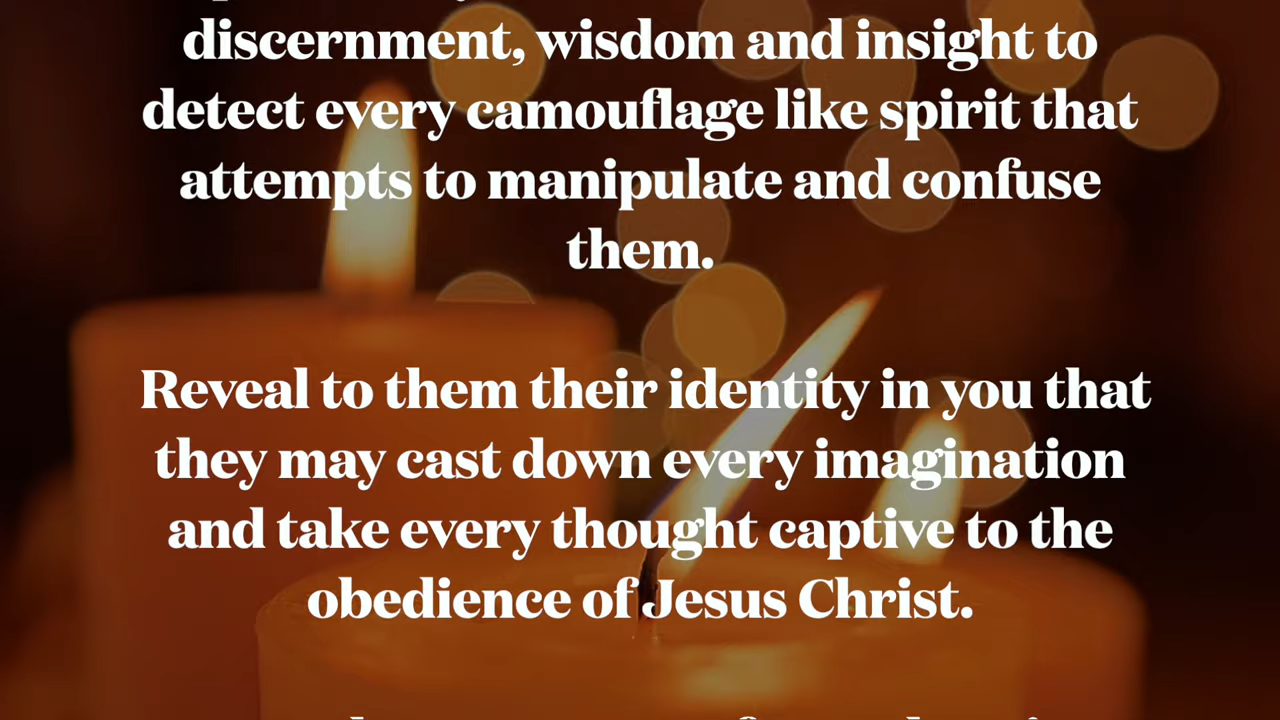 discernment, wisdom and insight to
detect every camouflage like spirit that
attempts to manipulate and confuse
them.
Reveal to them their identity in you that
they may cast down every imagination
and take every thought captive to the
obedience of Jesus Christ.